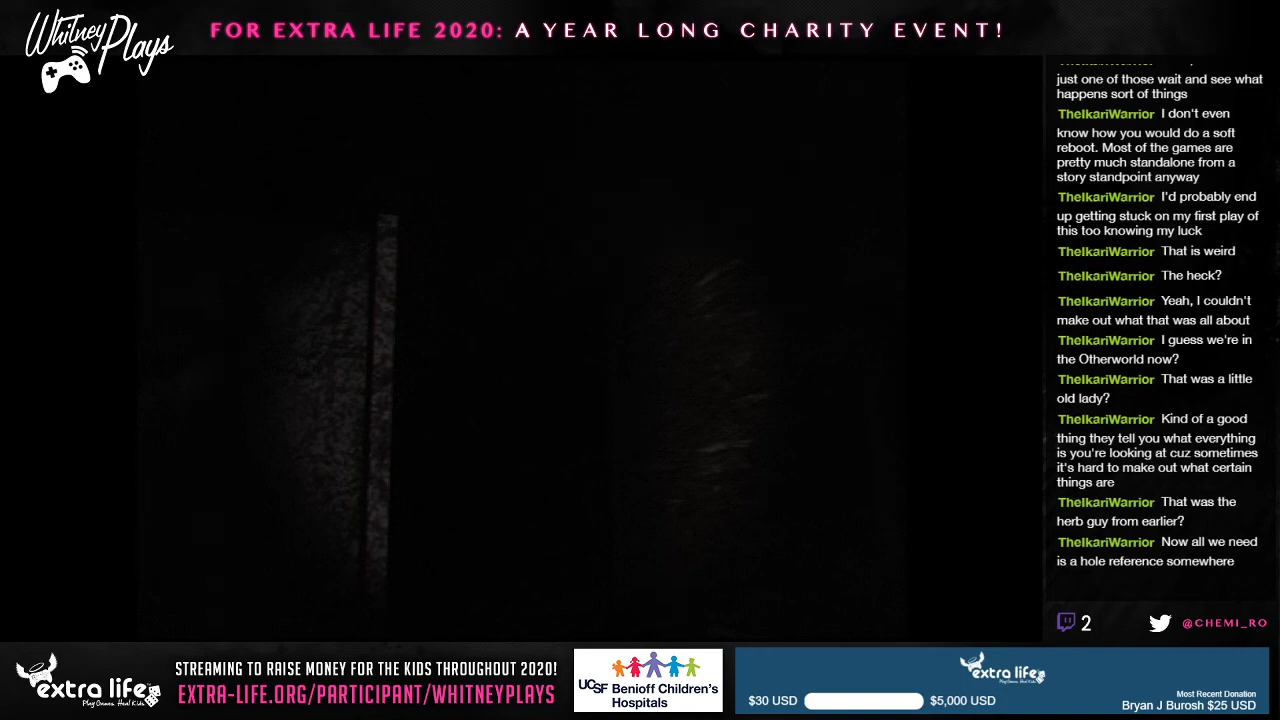 Whitney Plays
FOR EXTRA LIFE 2020: A YEAR LONG CHARITY EVENT!
just one of those wait and see what
happens sort of things
TheIkariWarrior I don't even
know how you would do a soft
reboot. Most of the games are
pretty much standalone from a
story standpoint anyway
TheIkariWarrior I'd probably end
up getting stuck on my first play of
this too knowing my luck
TheIkariWarrior That is weird
TheIkariWarrior The heck?
TheIkariWarrior Yeah, I couldn't
make out what that was all about
TheIkariWarrior I guess we're in
the Otherworld now?
TheIkariWarrior That was a little
old lady?
TheIkariWarrior Kind of a good
thing they tell you what everything
is you're looking at cuz sometimes
it's hard to make out what certain
things are
TheIkariWarrior That was the
herb guy from earlier?
TheIkariWarrior Now all we need
is a hole reference somewhere
2 @CHEMI_RO
extra life
Play Games. Heal Kids.
STREAMING TO RAISE MONEY FOR THE KIDS THROUGHOUT 2020!
EXTRA-LIFE.ORG/PARTICIPANT/WHITNEYPLAYS
UCSF Benioff Children's
Hospitals
extra life
$30 USD $5,000 USD
Most Recent Donation
Bryan J Burosh $25 USD